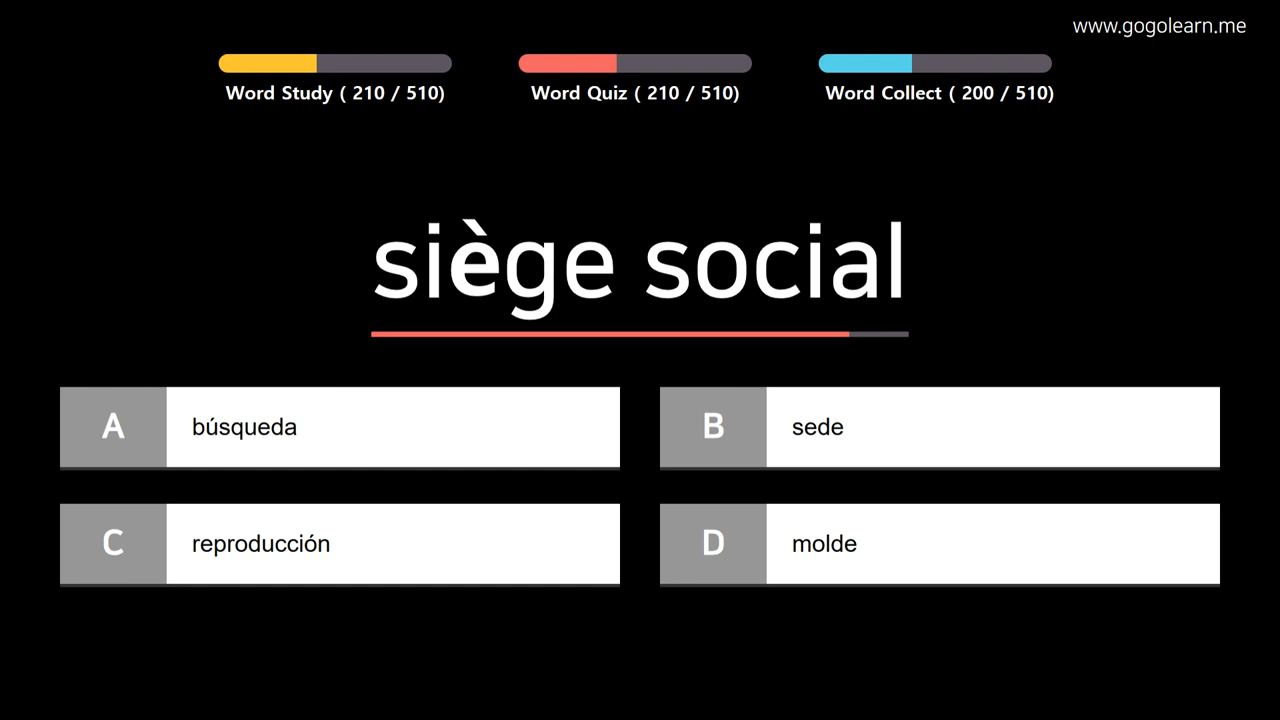 www.gogolearn.me
Word Study ( 210 / 510)
Word Quiz ( 210 / 510)
Word Collect ( 200 / 510)
siège social
A
búsqueda
B
sede
C
reproducción
D
molde